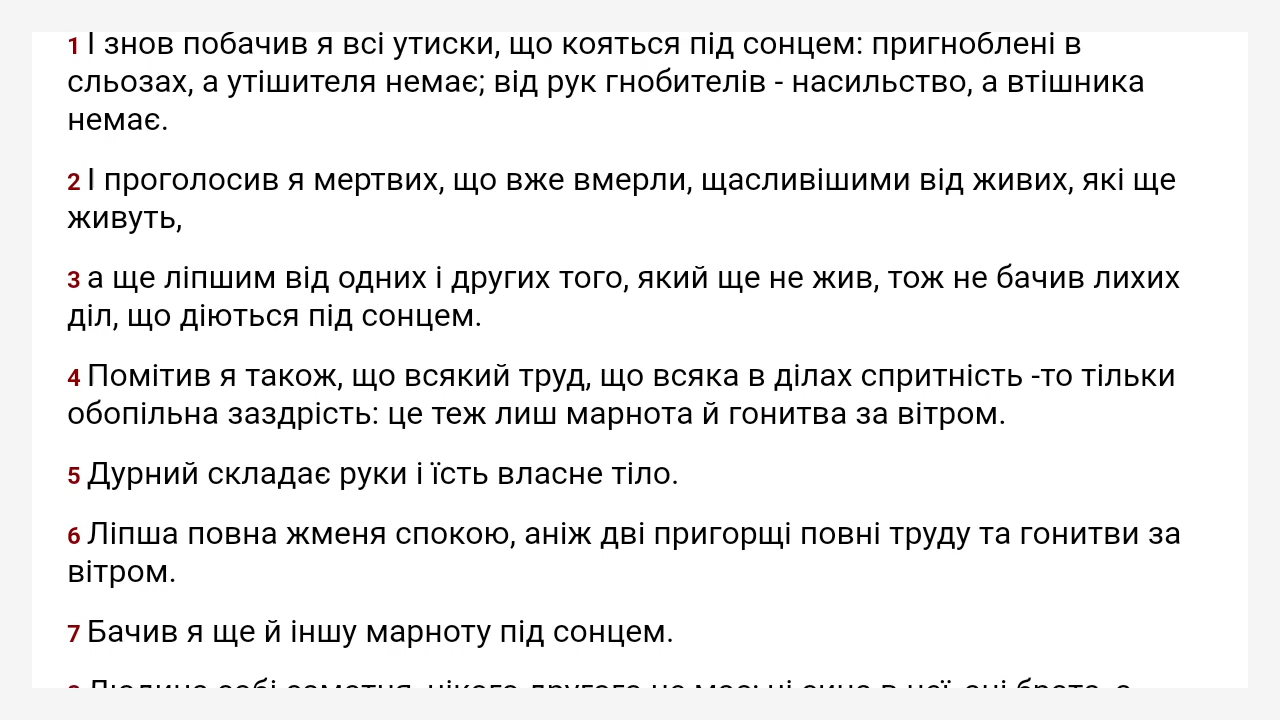 1 І знов побачив я всі утиски, що кояться під сонцем: пригноблені в
сльозах, а утішителя немає; від рук гнобителів - насильство, а втішника
немає.
2 І проголосив я мертвих, що вже вмерли, щасливішими від живих, які ще
живуть,
3 а ще ліпшим від одних і других того, який ще не жив, тож не бачив лихих
діл, що діються під сонцем.
4 Помітив я також, що всякий труд, що всяка в ділах спритність -то тільки
обопільна заздрість: це теж лиш марнота й гонитва за вітром.
5 Дурний складає руки і їсть власне тіло.
6 Ліпша повна жменя спокою, аніж дві пригорщі повні труду та гонитви за
вітром.
7 Бачив я ще й іншу марноту під сонцем.